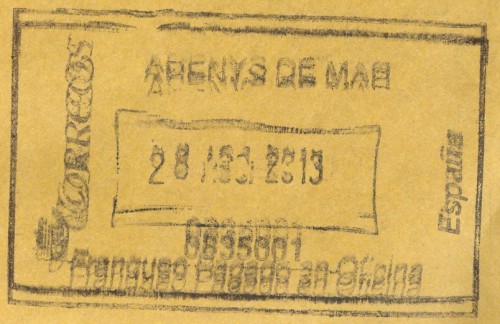 CORREOS
ARENYS DE MAR
28 AGO 2013
0835001
Franqueo Pagado en Oficina
España